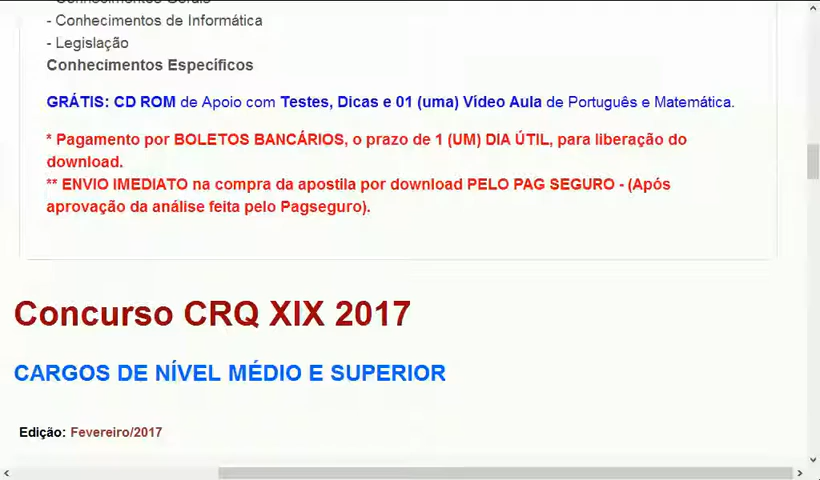 - Conhecimentos Gerais
- Conhecimentos de Informática
- Legislação
Conhecimentos Específicos
GRÁTIS: CD ROM de Apoio com Testes, Dicas e 01 (uma) Vídeo Aula de Português e Matemática.
* Pagamento por BOLETOS BANCÁRIOS, o prazo de 1 (UM) DIA ÚTIL, para liberação do
download.
** ENVIO IMEDIATO na compra da apostila por download PELO PAG SEGURO - (Após
aprovação da análise feita pelo Pagseguro).
Concurso CRQ XIX 2017
CARGOS DE NÍVEL MÉDIO E SUPERIOR
Edição: Fevereiro/2017